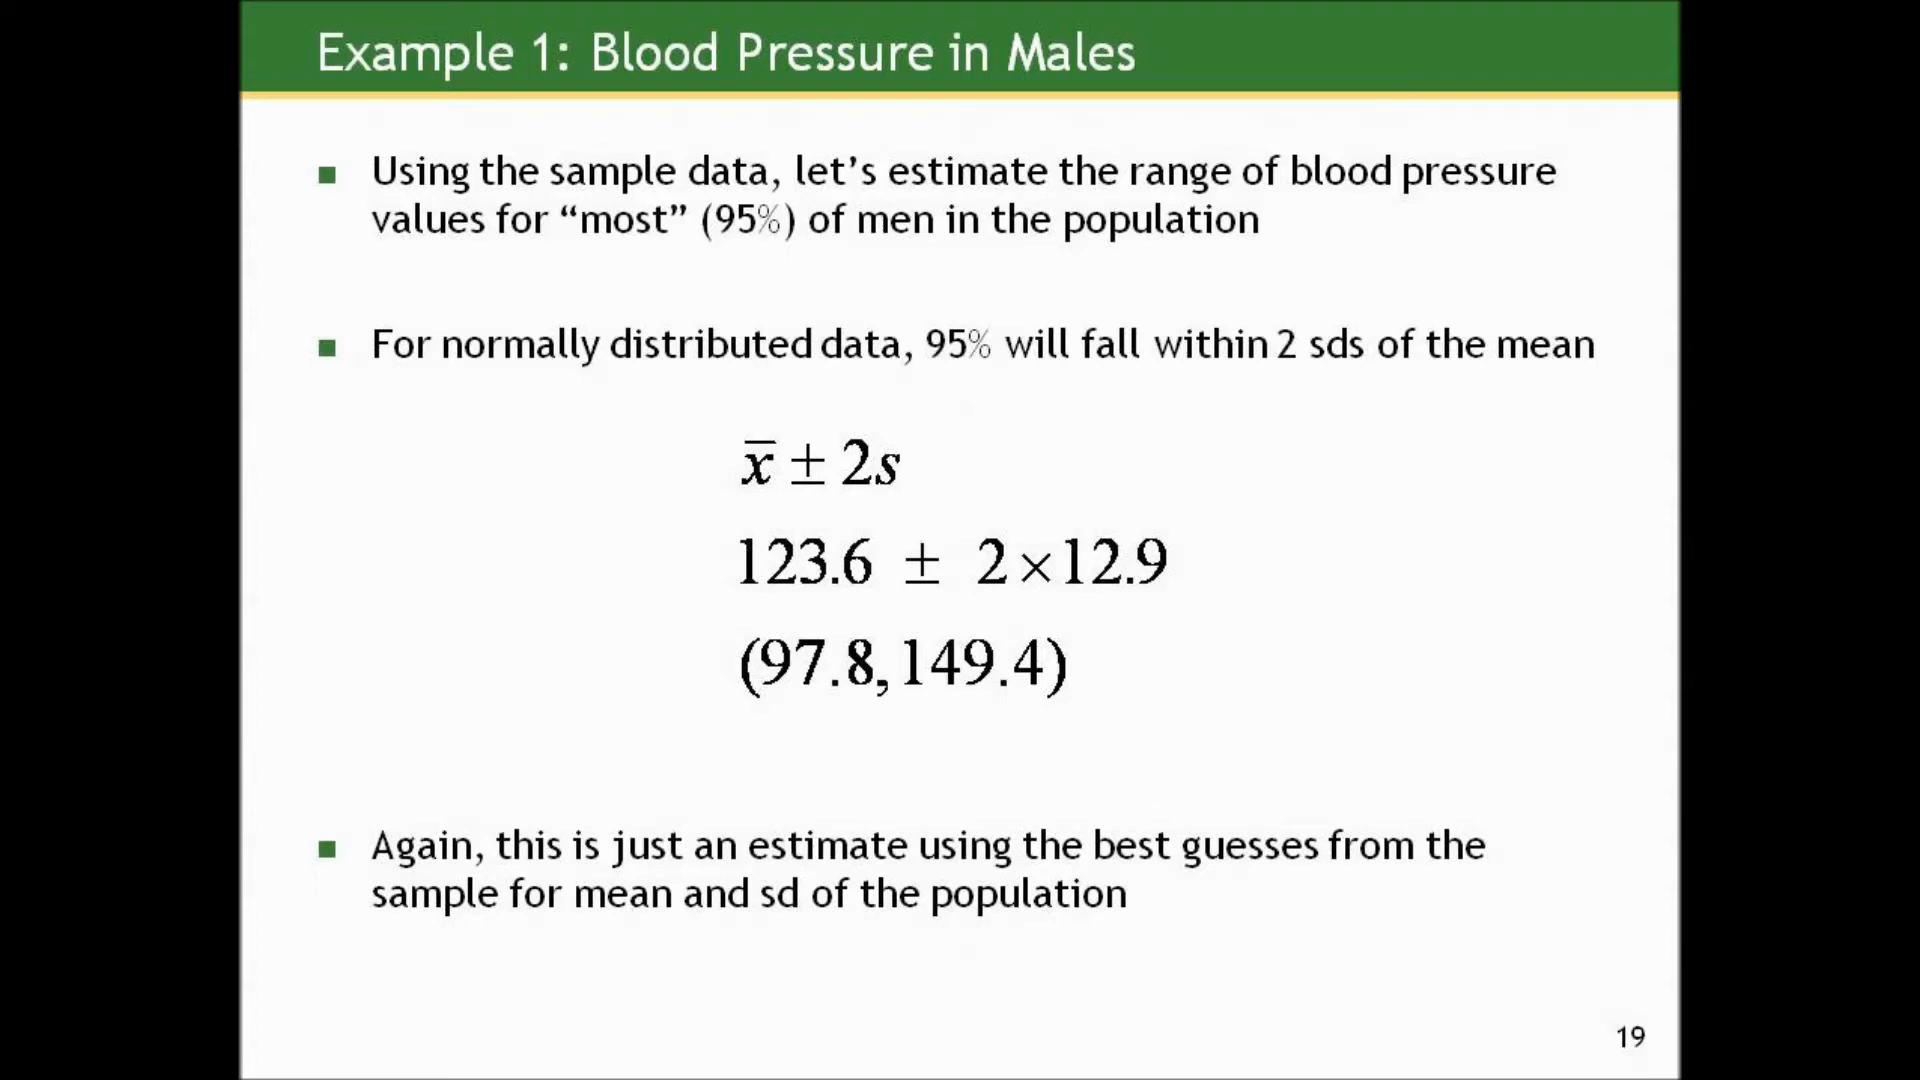 Example 1: Blood Pressure in Males
■ Using the sample data, let’s estimate the range of blood pressure
values for “most” (95%) of men in the population
■ For normally distributed data, 95% will fall within 2 sds of the mean
x̅ ± 2s
123.6 ± 2×12.9
(97.8,149.4)
■ Again, this is just an estimate using the best guesses from the
sample for mean and sd of the population
19